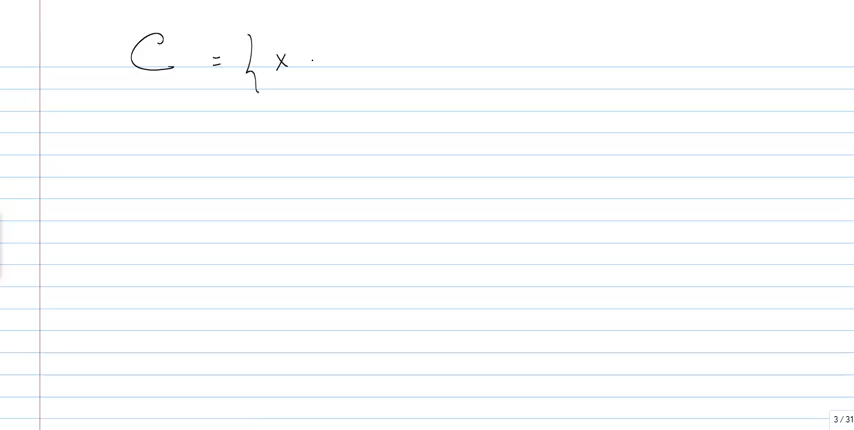 C = { x .
3 / 31